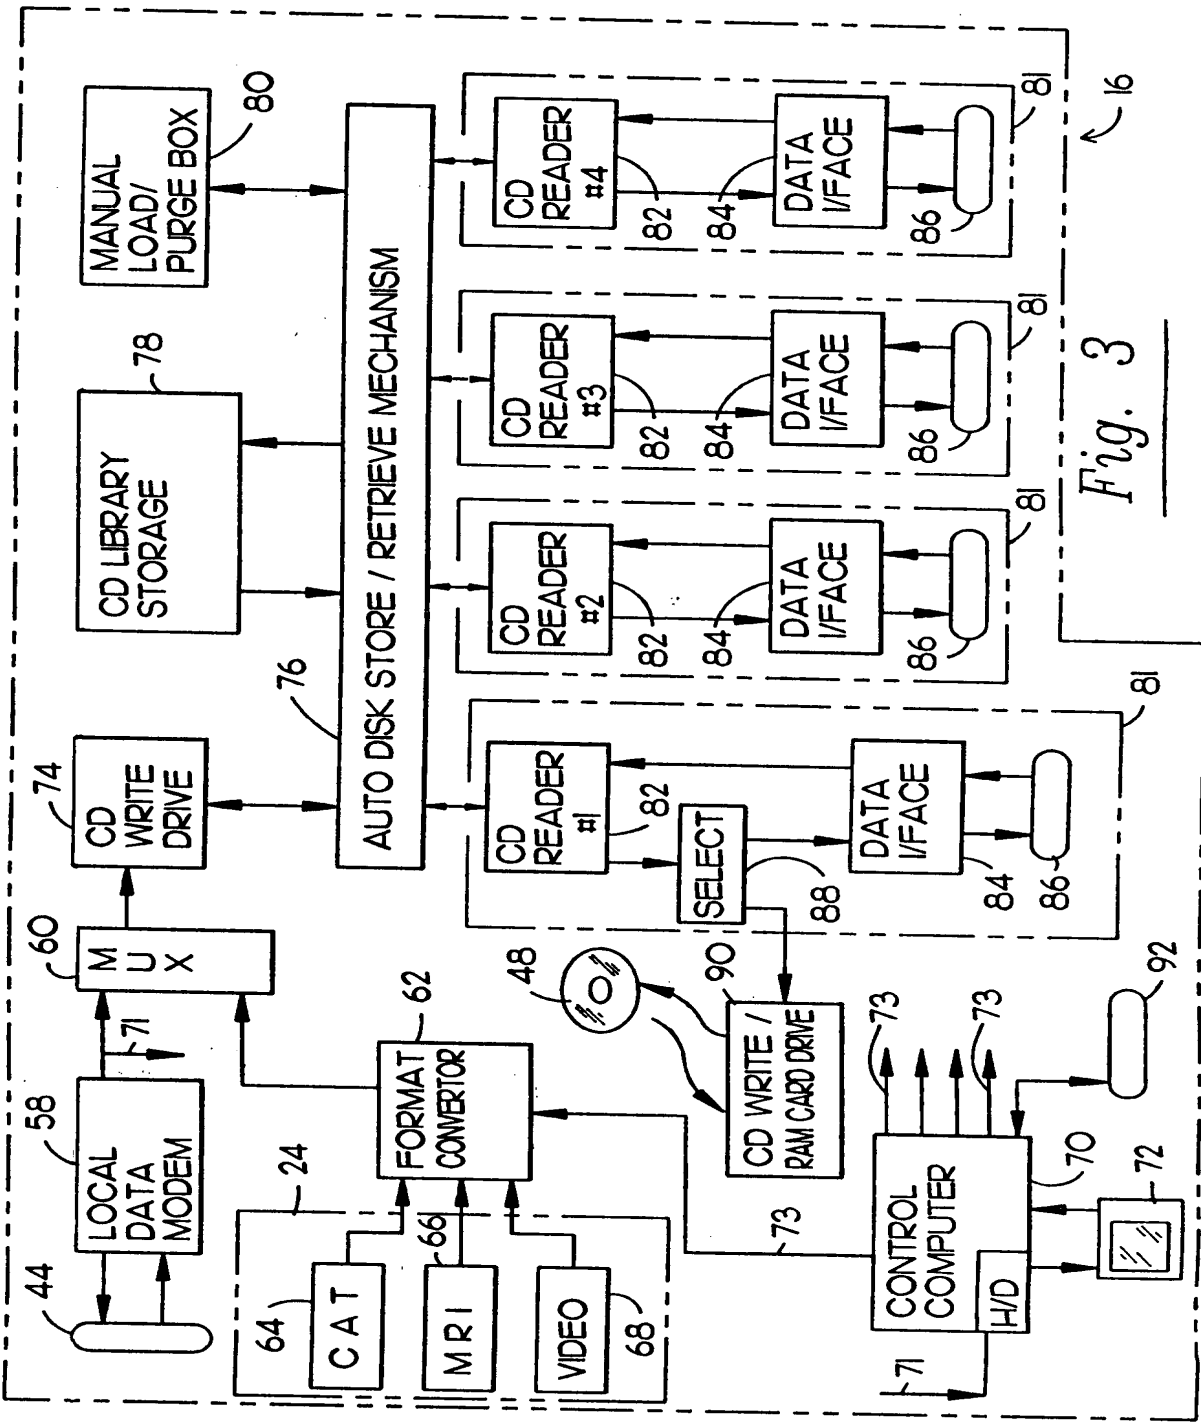 44
58
LOCAL
DATA
MODEM
71
60
M
U
X
74
CD
WRITE
DRIVE
78
CD LIBRARY
STORAGE
80
MANUAL
LOAD/
PURGE BOX
76
AUTO DISK STORE / RETRIEVE MECHANISM
24
64
CAT
66
MRI
68
VIDEO
62
FORMAT
CONVERTOR
73
48
90
CD WRITE /
RAM CARD DRIVE
CD
READER
#1
82
SELECT
88
DATA
I/FACE
84
86
81
CD
READER
#2
82
84
DATA
I/FACE
86
81
CD
READER
#3
82
84
DATA
I/FACE
86
81
CD
READER
#4
82
84
DATA
I/FACE
86
81
71
CONTROL
COMPUTER
H/D
70
72
73
73
92
16
Fig. 3